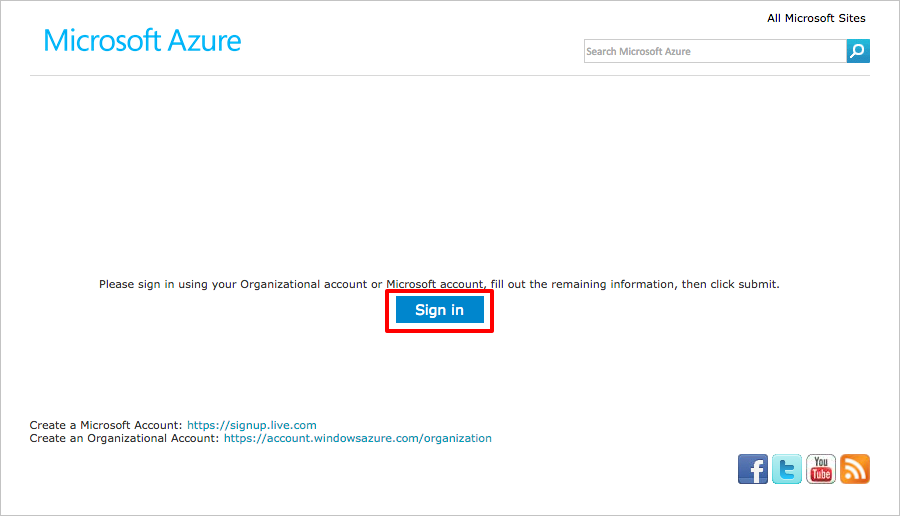 All Microsoft Sites
Microsoft Azure
Search Microsoft Azure
Please sign in using your Organizational account or Microsoft account, fill out the remaining information, then click submit.
Sign in
Create a Microsoft Account: https://signup.live.com
Create an Organizational Account: https://account.windowsazure.com/organization
f
t
You
Tube